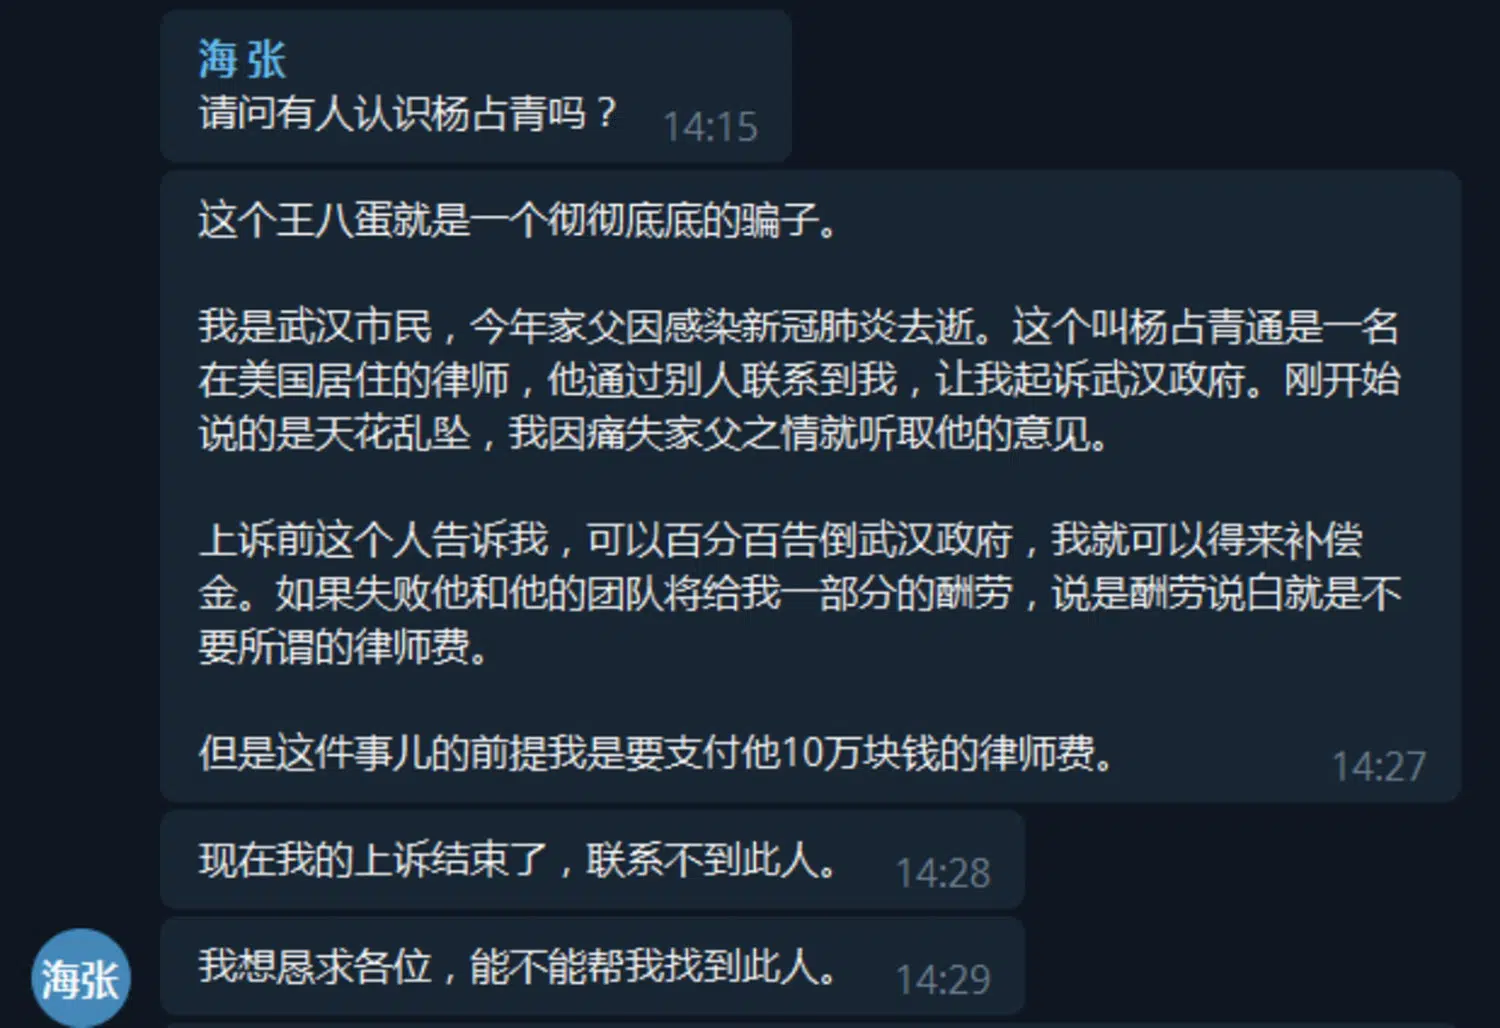 海 张
请问有人认识杨占青吗？ 14:15
这个王八蛋就是一个彻彻底底的骗子。
我是武汉市民，今年家父因感染新冠肺炎去逝。这个叫杨占青通是一名
在美国居住的律师，他通过别人联系到我，让我起诉武汉政府。刚开始
说的是天花乱坠，我因痛失家父之情就听取他的意见。
上诉前这个人告诉我，可以百分百告倒武汉政府，我就可以得来补偿
金。如果失败他和他的团队将给我一部分的酬劳，说是酬劳说白就是不
要所谓的律师费。
但是这件事儿的前提我是要支付他10万块钱的律师费。 14:27
现在我的上诉结束了，联系不到此人。 14:28
我想恳求各位，能不能帮我找到此人。 14:29
海张